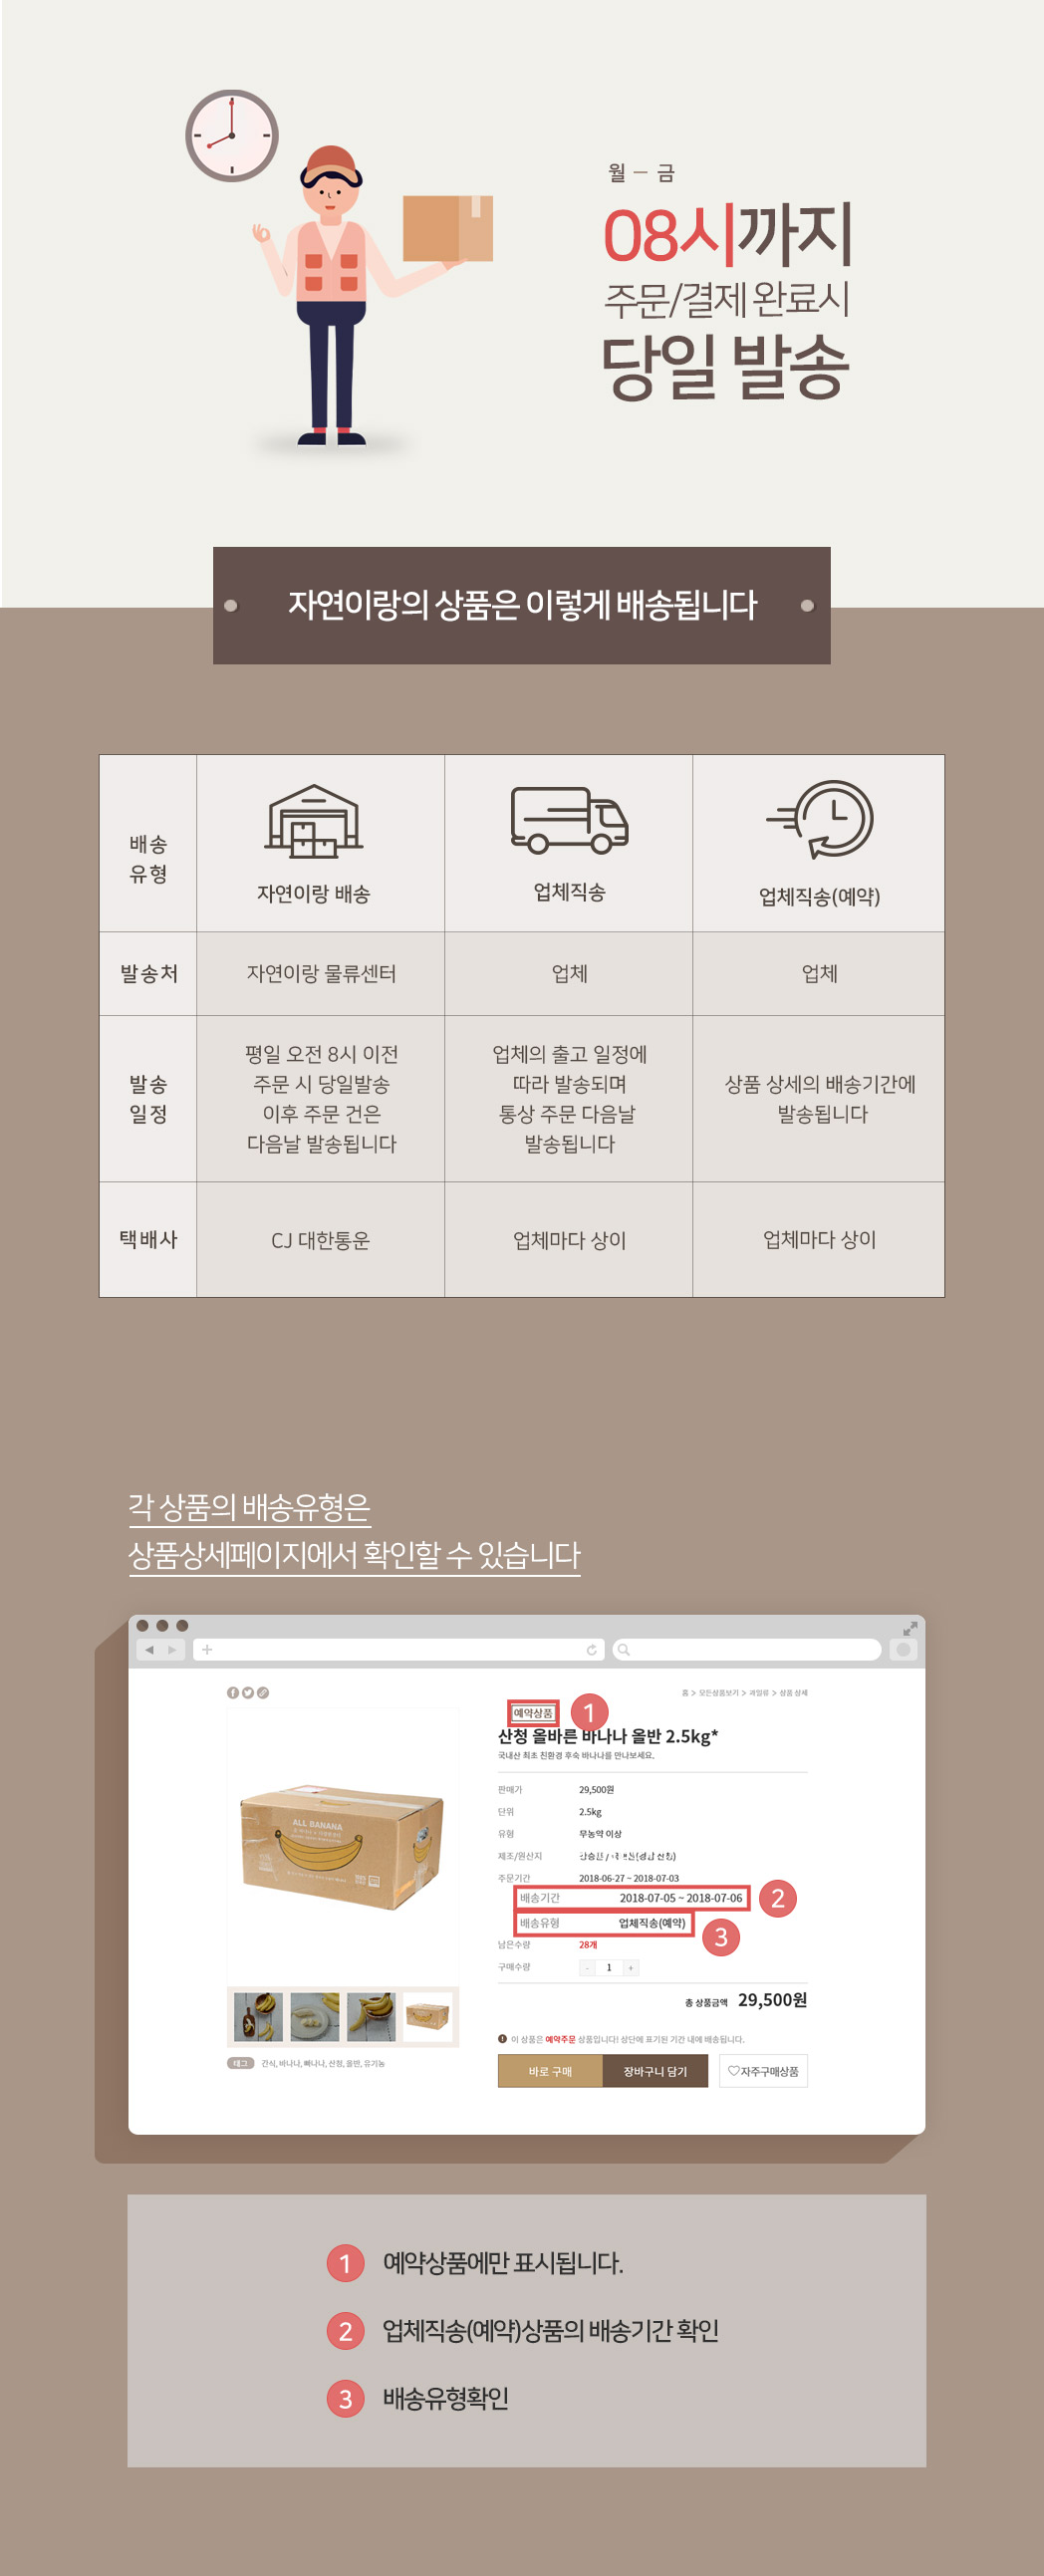 월 — 금
08시까지
주문/결제 완료시
당일 발송
자연이랑의 상품은 이렇게 배송됩니다
배송
유형
자연이랑 배송
업체직송
업체직송(예약)
발송처
자연이랑 물류센터
업체
업체
발송
일정
평일 오전 8시 이전
주문 시 당일발송
이후 주문 건은
다음날 발송됩니다
업체의 출고 일정에
따라 발송되며
통상 주문 다음날
발송됩니다
상품 상세의 배송기간에
발송됩니다
택배사
CJ 대한통운
업체마다 상이
업체마다 상이
각 상품의 배송유형은
상품상세페이지에서 확인할 수 있습니다
홈 > 모든상품보기 > 과일류 > 상품 상세
예약상품 1
산청 올바른 바나나 올반 2.5kg*
국내산 최초 친환경 후숙 바나나를 만나보세요.
ALL BANANA
판매가 29,500원
단위 2.5kg
유형 무농약 이상
제조/원산지
주문기간 2018-06-27 ~ 2018-07-03
배송기간 2018-07-05 ~ 2018-07-06 2
배송유형 업체직송(예약) 3
남은수량 28개
구매수량 - 1 +
총 상품금액 29,500원
이 상품은 예약주문 상품입니다! 상단에 표기된 기간 내에 배송됩니다.
태그 간식, 바나나, 빠나나, 산청, 올반, 유기농
바로 구매 장바구니 담기 ♡자주구매상품
1 예약상품에만 표시됩니다.
2 업체직송(예약)상품의 배송기간 확인
3 배송유형확인